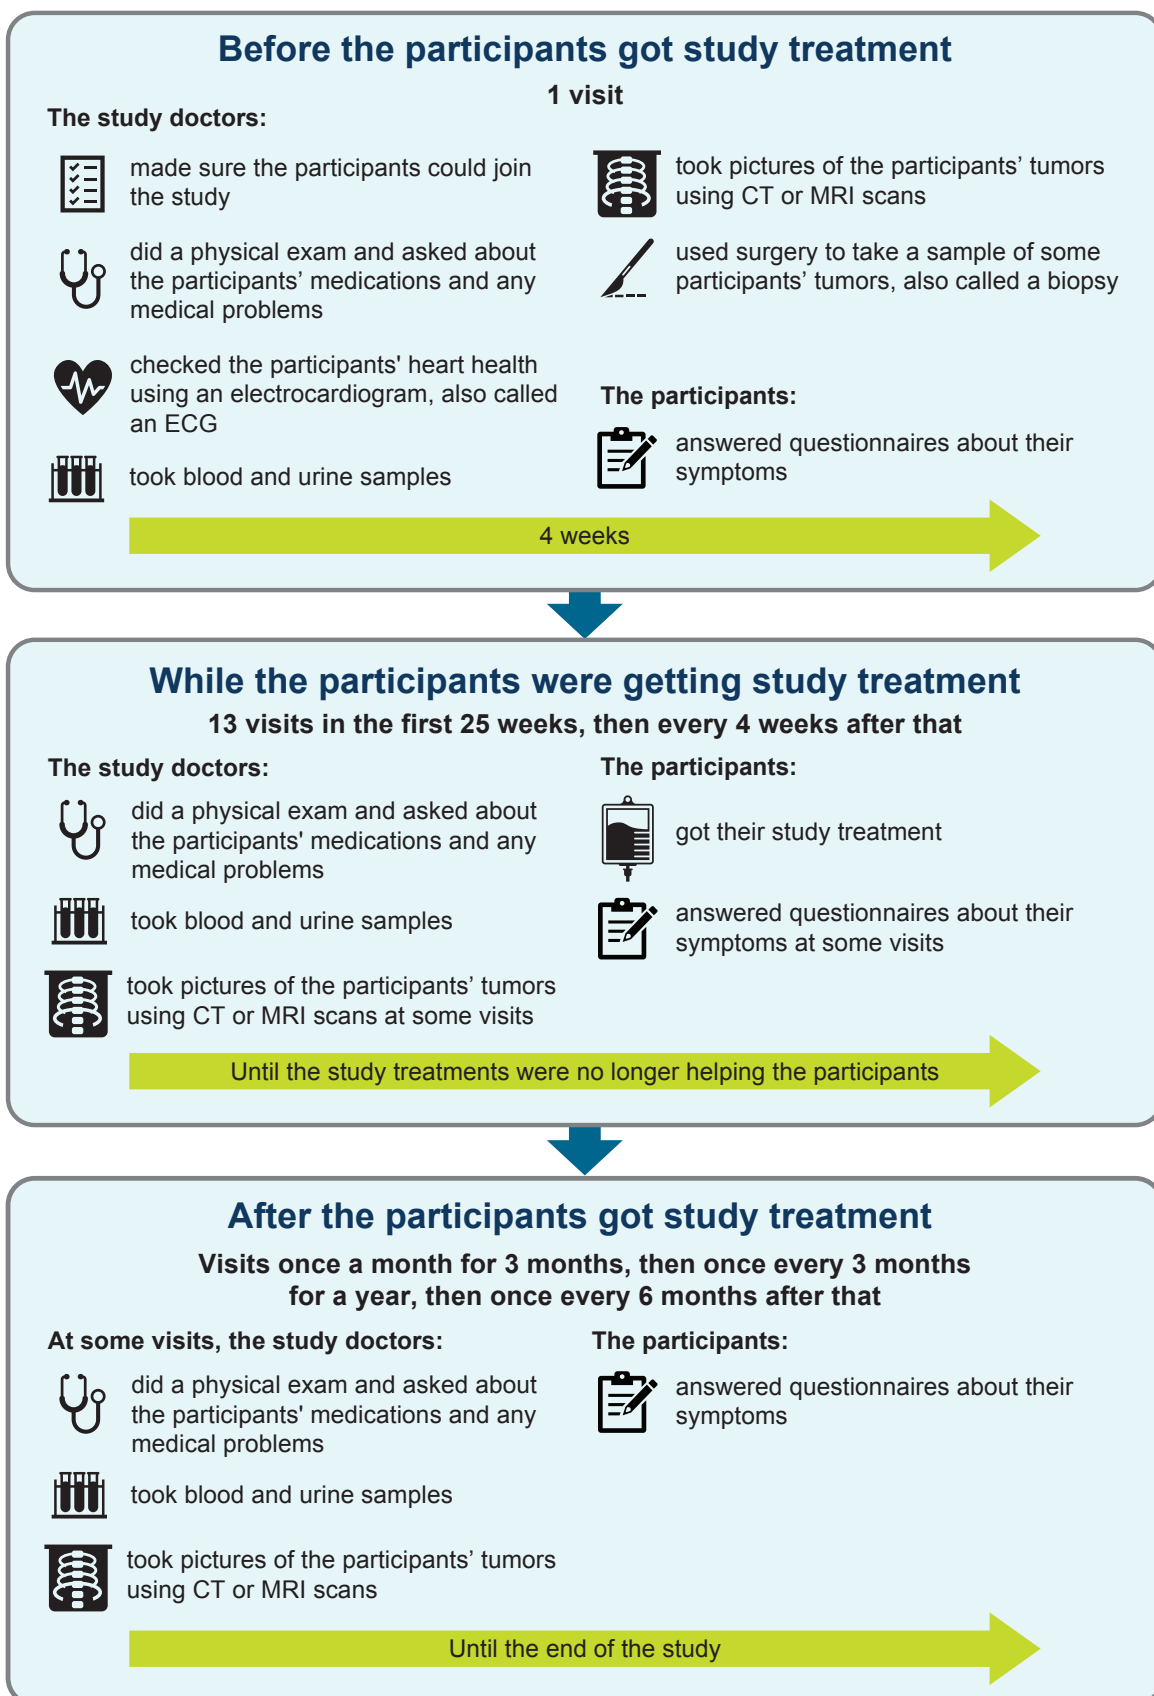 Before the participants got study treatment
1 visit
The study doctors:
made sure the participants could join
the study
did a physical exam and asked about
the participants’ medications and any
medical problems
checked the participants' heart health
using an electrocardiogram, also called
an ECG
took blood and urine samples
took pictures of the participants’ tumors
using CT or MRI scans
used surgery to take a sample of some
participants’ tumors, also called a biopsy
The participants:
answered questionnaires about their
symptoms
4 weeks
While the participants were getting study treatment
13 visits in the first 25 weeks, then every 4 weeks after that
The study doctors:
did a physical exam and asked about
the participants' medications and any
medical problems
took blood and urine samples
took pictures of the participants’ tumors
using CT or MRI scans at some visits
The participants:
got their study treatment
answered questionnaires about their
symptoms at some visits
Until the study treatments were no longer helping the participants
After the participants got study treatment
Visits once a month for 3 months, then once every 3 months
for a year, then once every 6 months after that
At some visits, the study doctors:
did a physical exam and asked about
the participants' medications and any
medical problems
took blood and urine samples
took pictures of the participants’ tumors
using CT or MRI scans
The participants:
answered questionnaires about their
symptoms
Until the end of the study